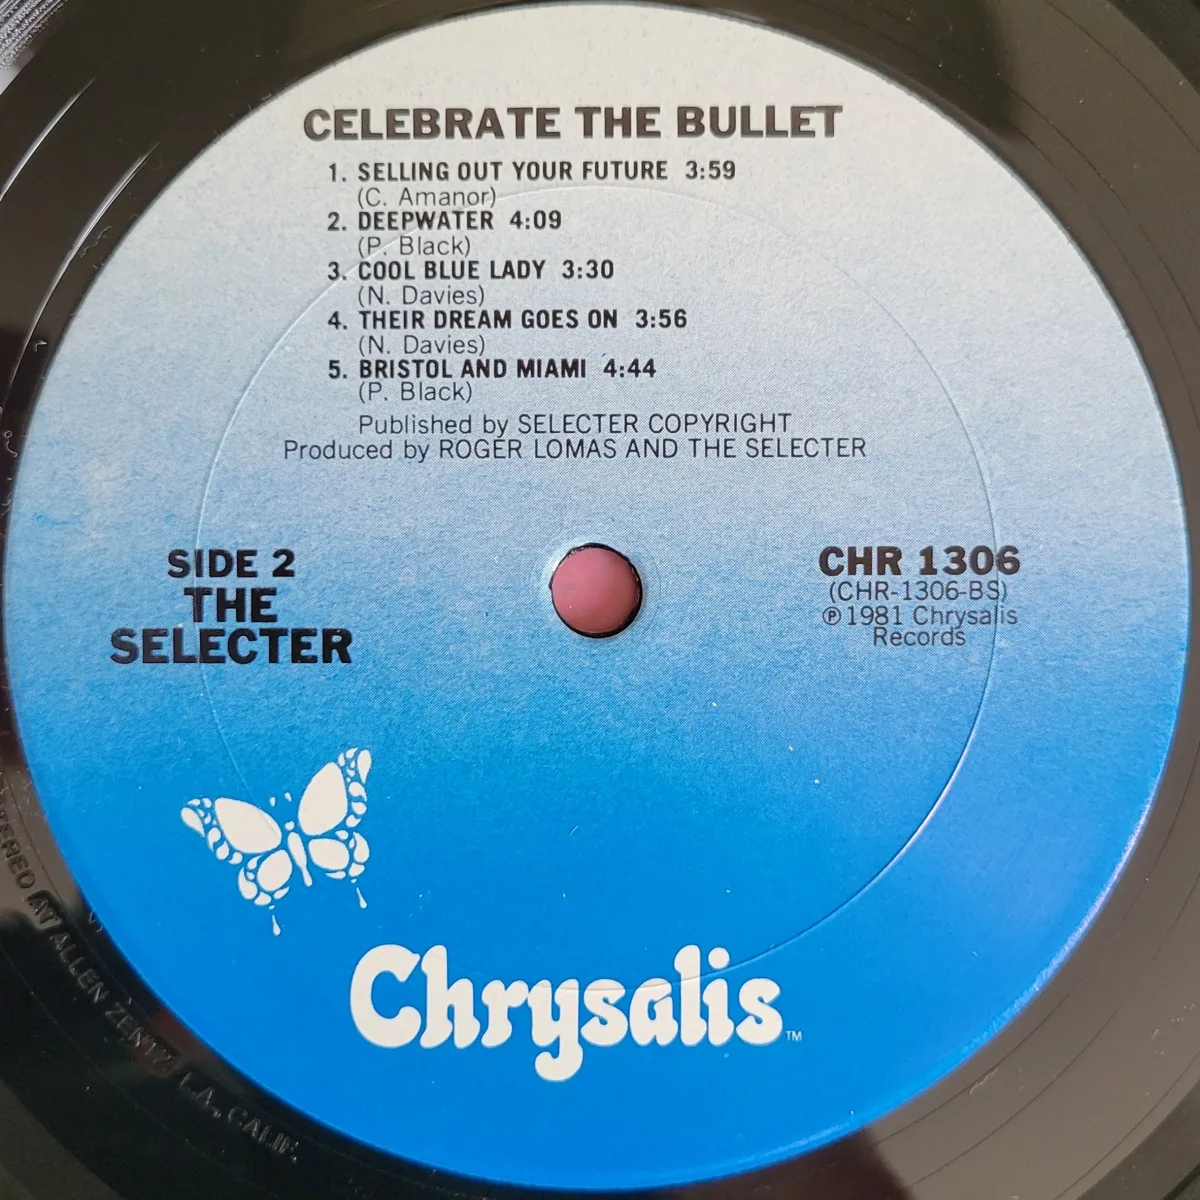 CELEBRATE THE BULLET
1. SELLING OUT YOUR FUTURE 3:59
(C. Amanor)
2. DEEPWATER 4:09
(P. Black)
3. COOL BLUE LADY 3:30
(N. Davies)
4. THEIR DREAM GOES ON 3:56
(N. Davies)
5. BRISTOL AND MIAMI 4:44
(P. Black)
Published by SELECTER COPYRIGHT
Produced by ROGER LOMAS AND THE SELECTER
SIDE 2
THE
SELECTER
CHR 1306
(CHR-1306-BS)
℗ 1981 Chrysalis
Records
Chrysalis™
AT ALLEN ZENTZ L.A. CALIF.